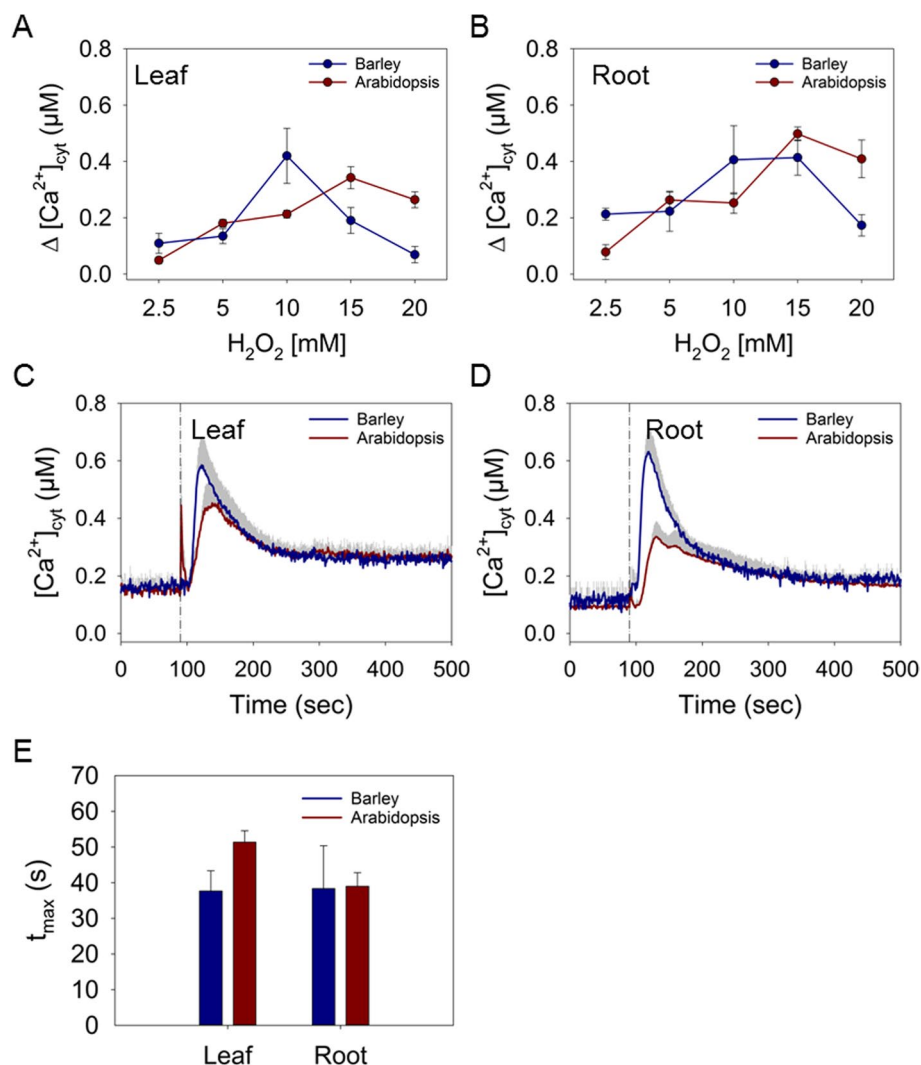 A
B
0.8
0.6
0.4
0.2
0.0
Δ [Ca²⁺]cyt (µM)
Leaf
Barley
Arabidopsis
2.5 5 10 15 20
H₂O₂ [mM]
0.8
0.6
0.4
0.2
0.0
Δ [Ca²⁺]cyt (µM)
Root
Barley
Arabidopsis
2.5 5 10 15 20
H₂O₂ [mM]
C
D
0.8
0.6
0.4
0.2
0.0
[Ca²⁺]cyt (µM)
Leaf
Barley
Arabidopsis
0 100 200 300 400 500
Time (sec)
0.8
0.6
0.4
0.2
0.0
[Ca²⁺]cyt (µM)
Root
Barley
Arabidopsis
0 100 200 300 400 500
Time (sec)
E
70
60
50
40
30
20
10
0
tmax (s)
Barley
Arabidopsis
Leaf Root